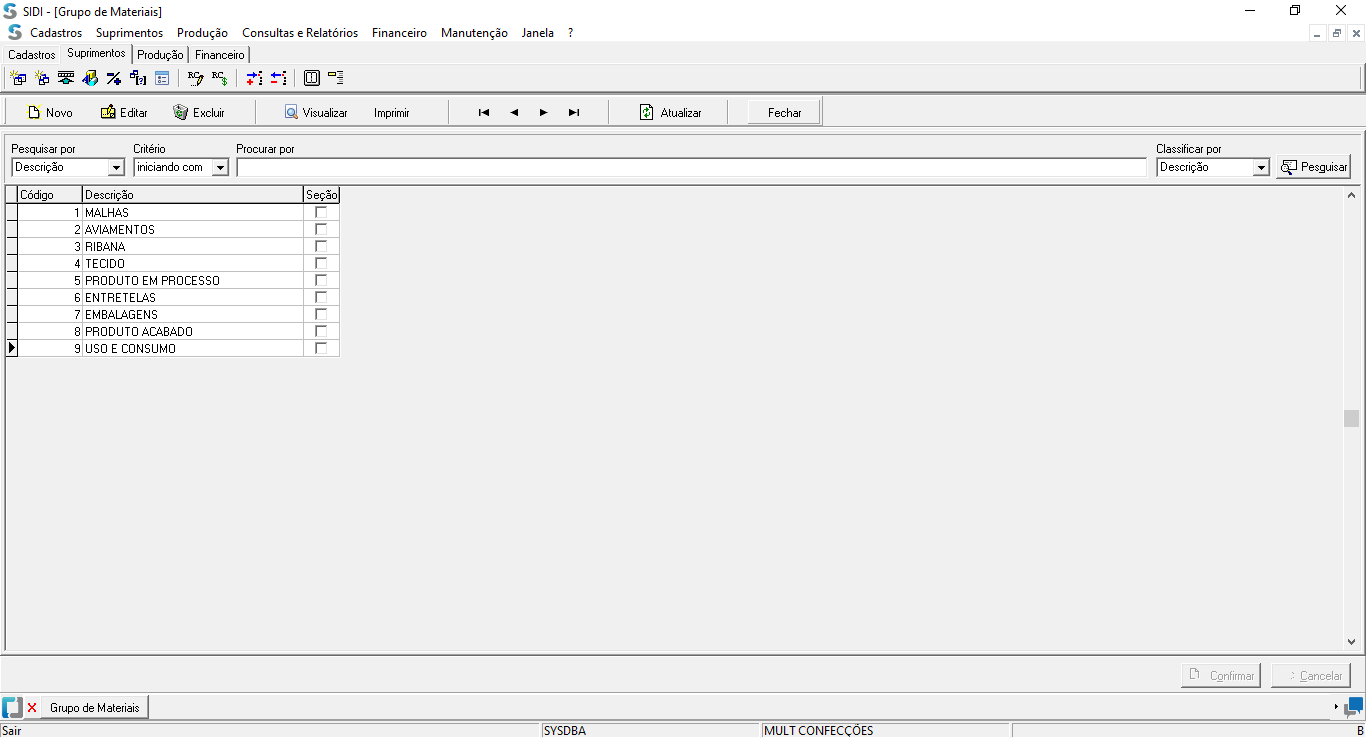 SIDI - [Grupo de Materiais]
Cadastros Suprimentos Produção Consultas e Relatórios Financeiro Manutenção Janela ?
Cadastros Suprimentos Produção Financeiro
Novo Editar Excluir Visualizar Imprimir Atualizar Fechar
Pesquisar por Critério Procurar por Classificar por
Descrição iniciando com Descrição Pesquisar
Código Descrição Seção
1 MALHAS
2 AVIAMENTOS
3 RIBANA
4 TECIDO
5 PRODUTO EM PROCESSO
6 ENTRETELAS
7 EMBALAGENS
8 PRODUTO ACABADO
9 USO E CONSUMO
Confirmar Cancelar
Grupo de Materiais
Sair SYSDBA MULT CONFECÇÕES B